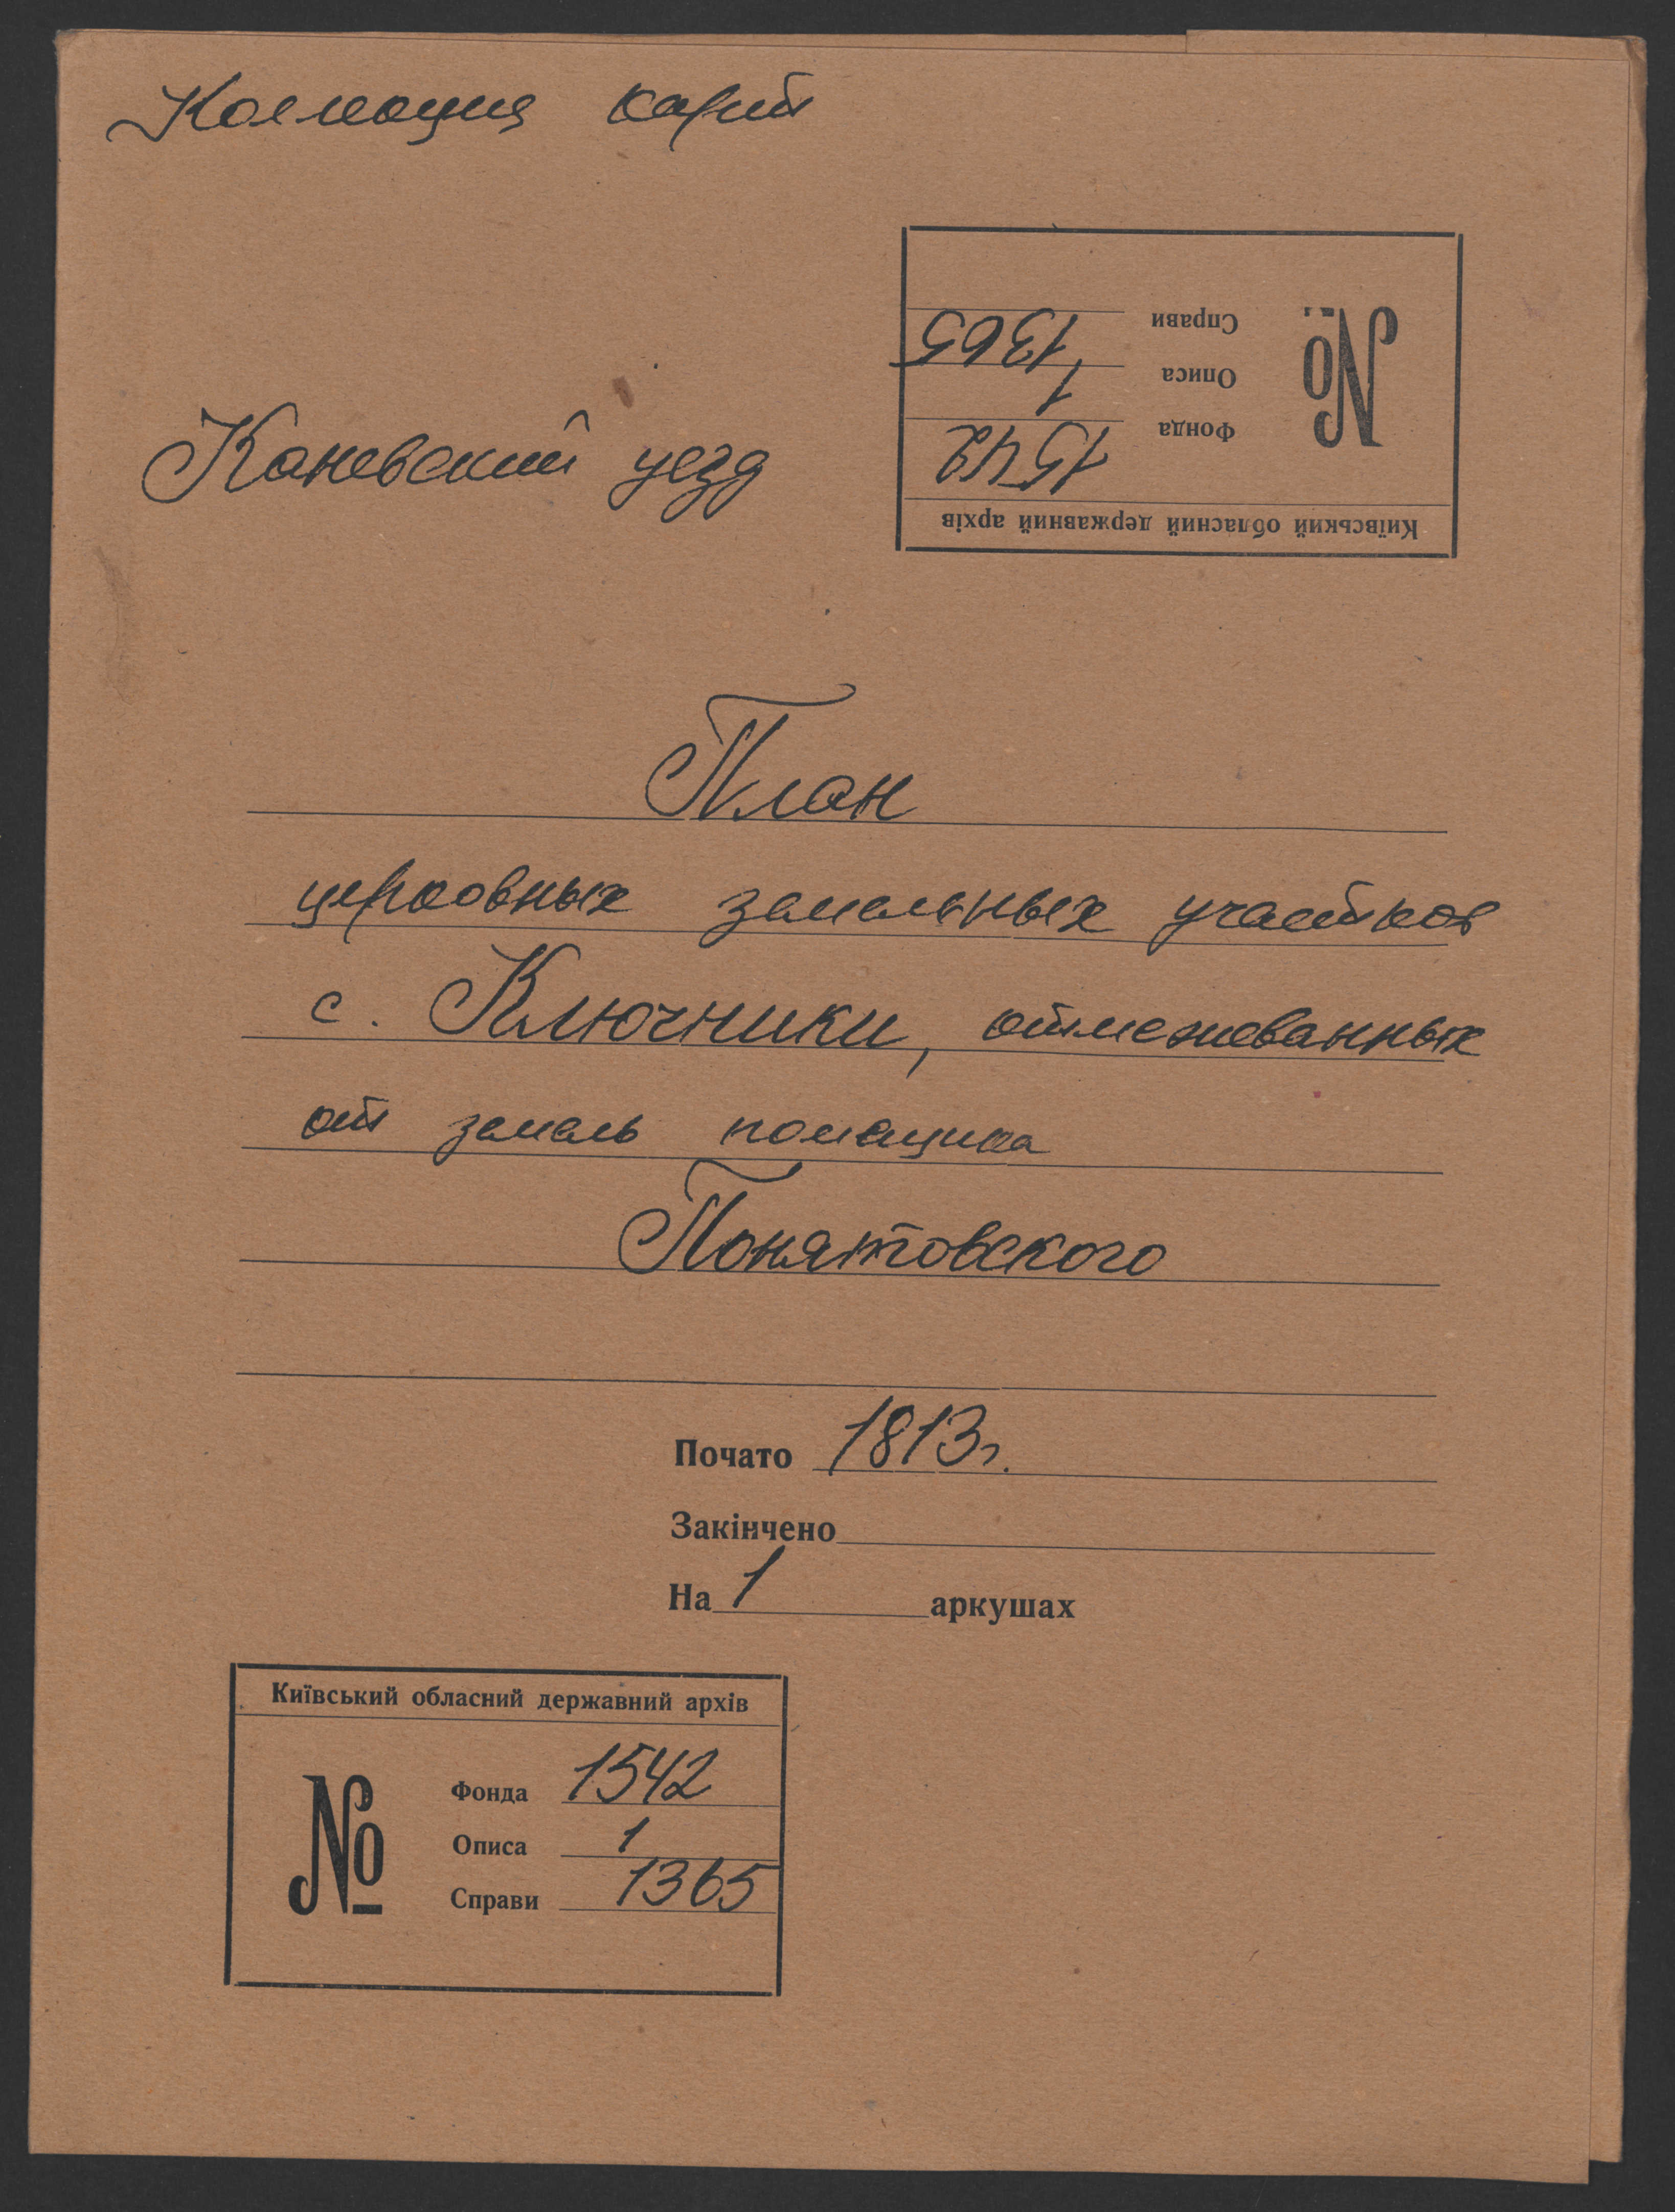 Коллекция карт
Киівський обласний державний архів
№
Фонда 1542
Описа 1
Справи 1365
Каневский уезд
План
церковных земельных участков
с. Ключники, отмежеванных
от земель помещика
Понятовского
Почато 1813г.
Закінчено
На 1 аркушах
Київський обласний державний архів
№
Фонда 1542
Описа 1
Справи 1365